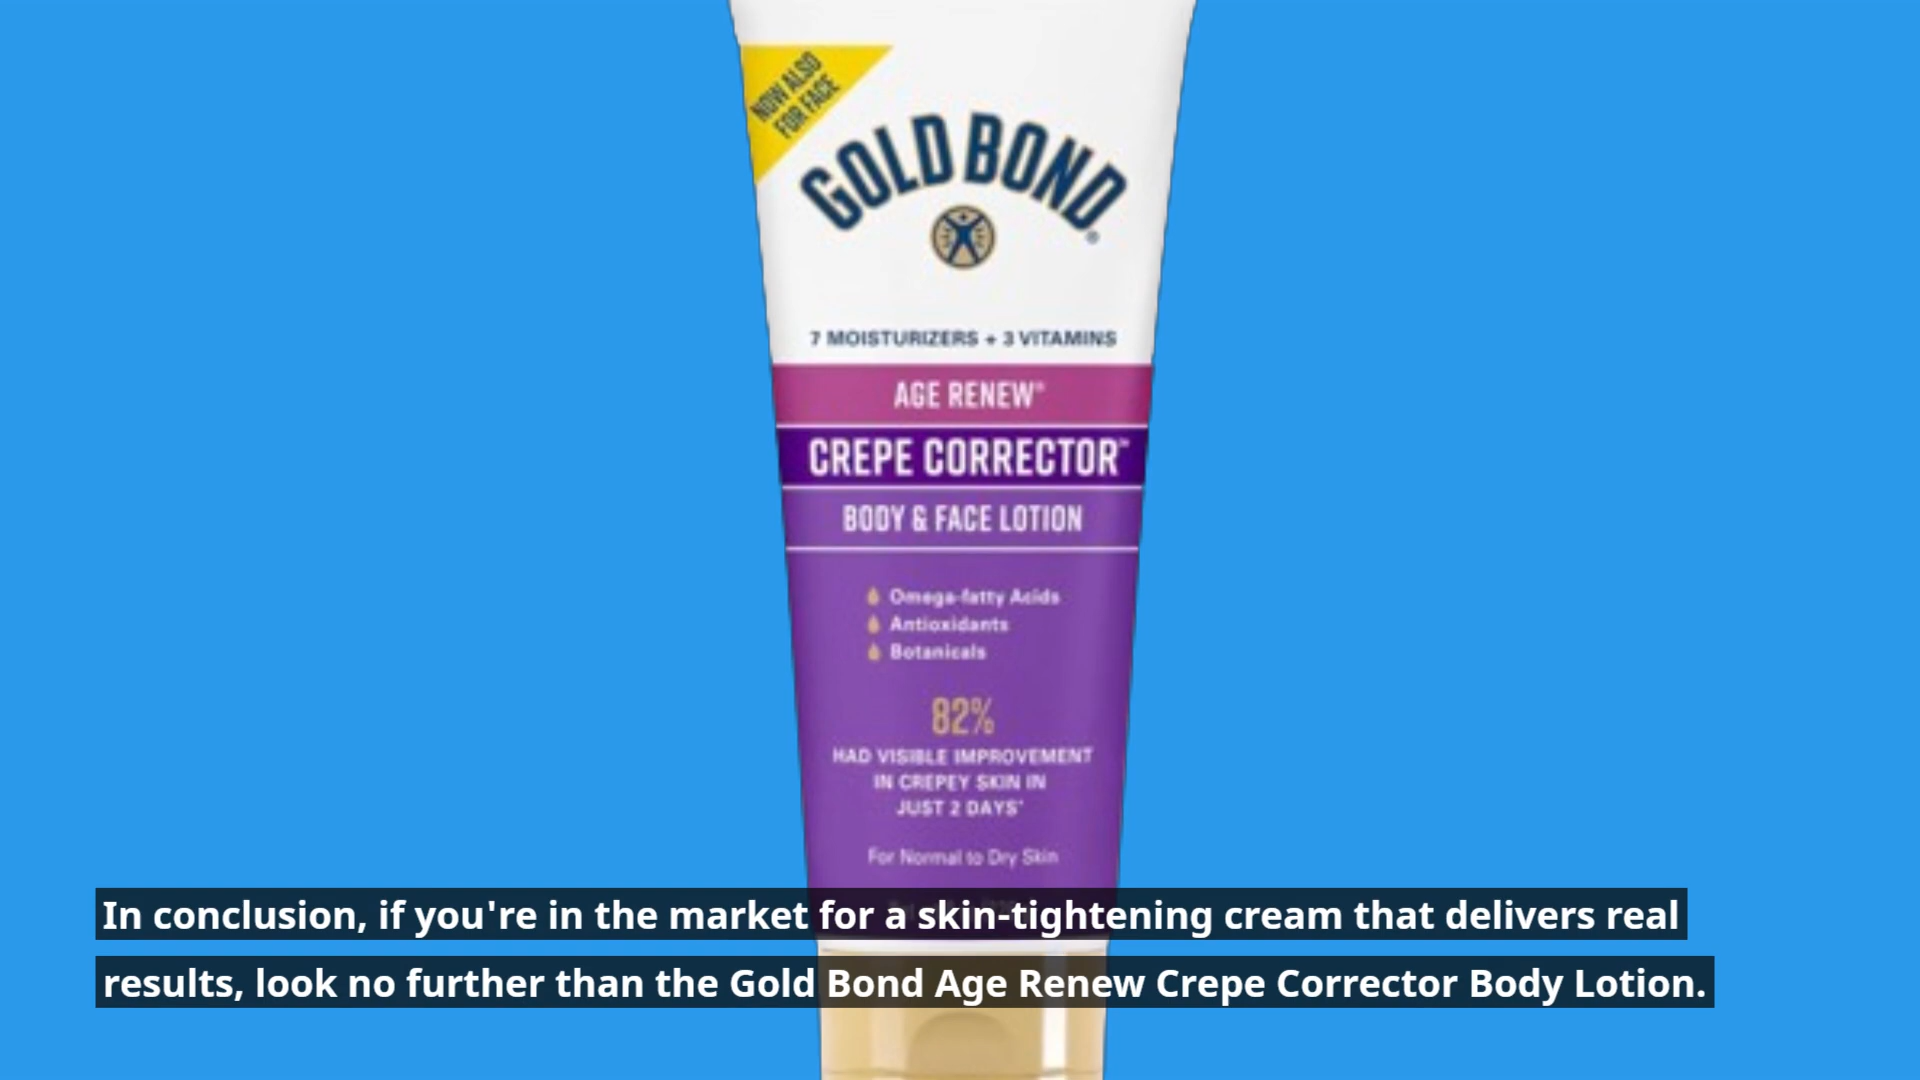 NOW ALSO
FOR FACE
GOLD BOND®
7 MOISTURIZERS + 3 VITAMINS
AGE RENEW®
CREPE CORRECTOR™
BODY & FACE LOTION
Omega-fatty Acids
Antioxidants
Botanicals
82%
HAD VISIBLE IMPROVEMENT
IN CREPEY SKIN IN
JUST 2 DAYS*
For Normal to Dry Skin
In conclusion, if you're in the market for a skin-tightening cream that delivers real
results, look no further than the Gold Bond Age Renew Crepe Corrector Body Lotion.